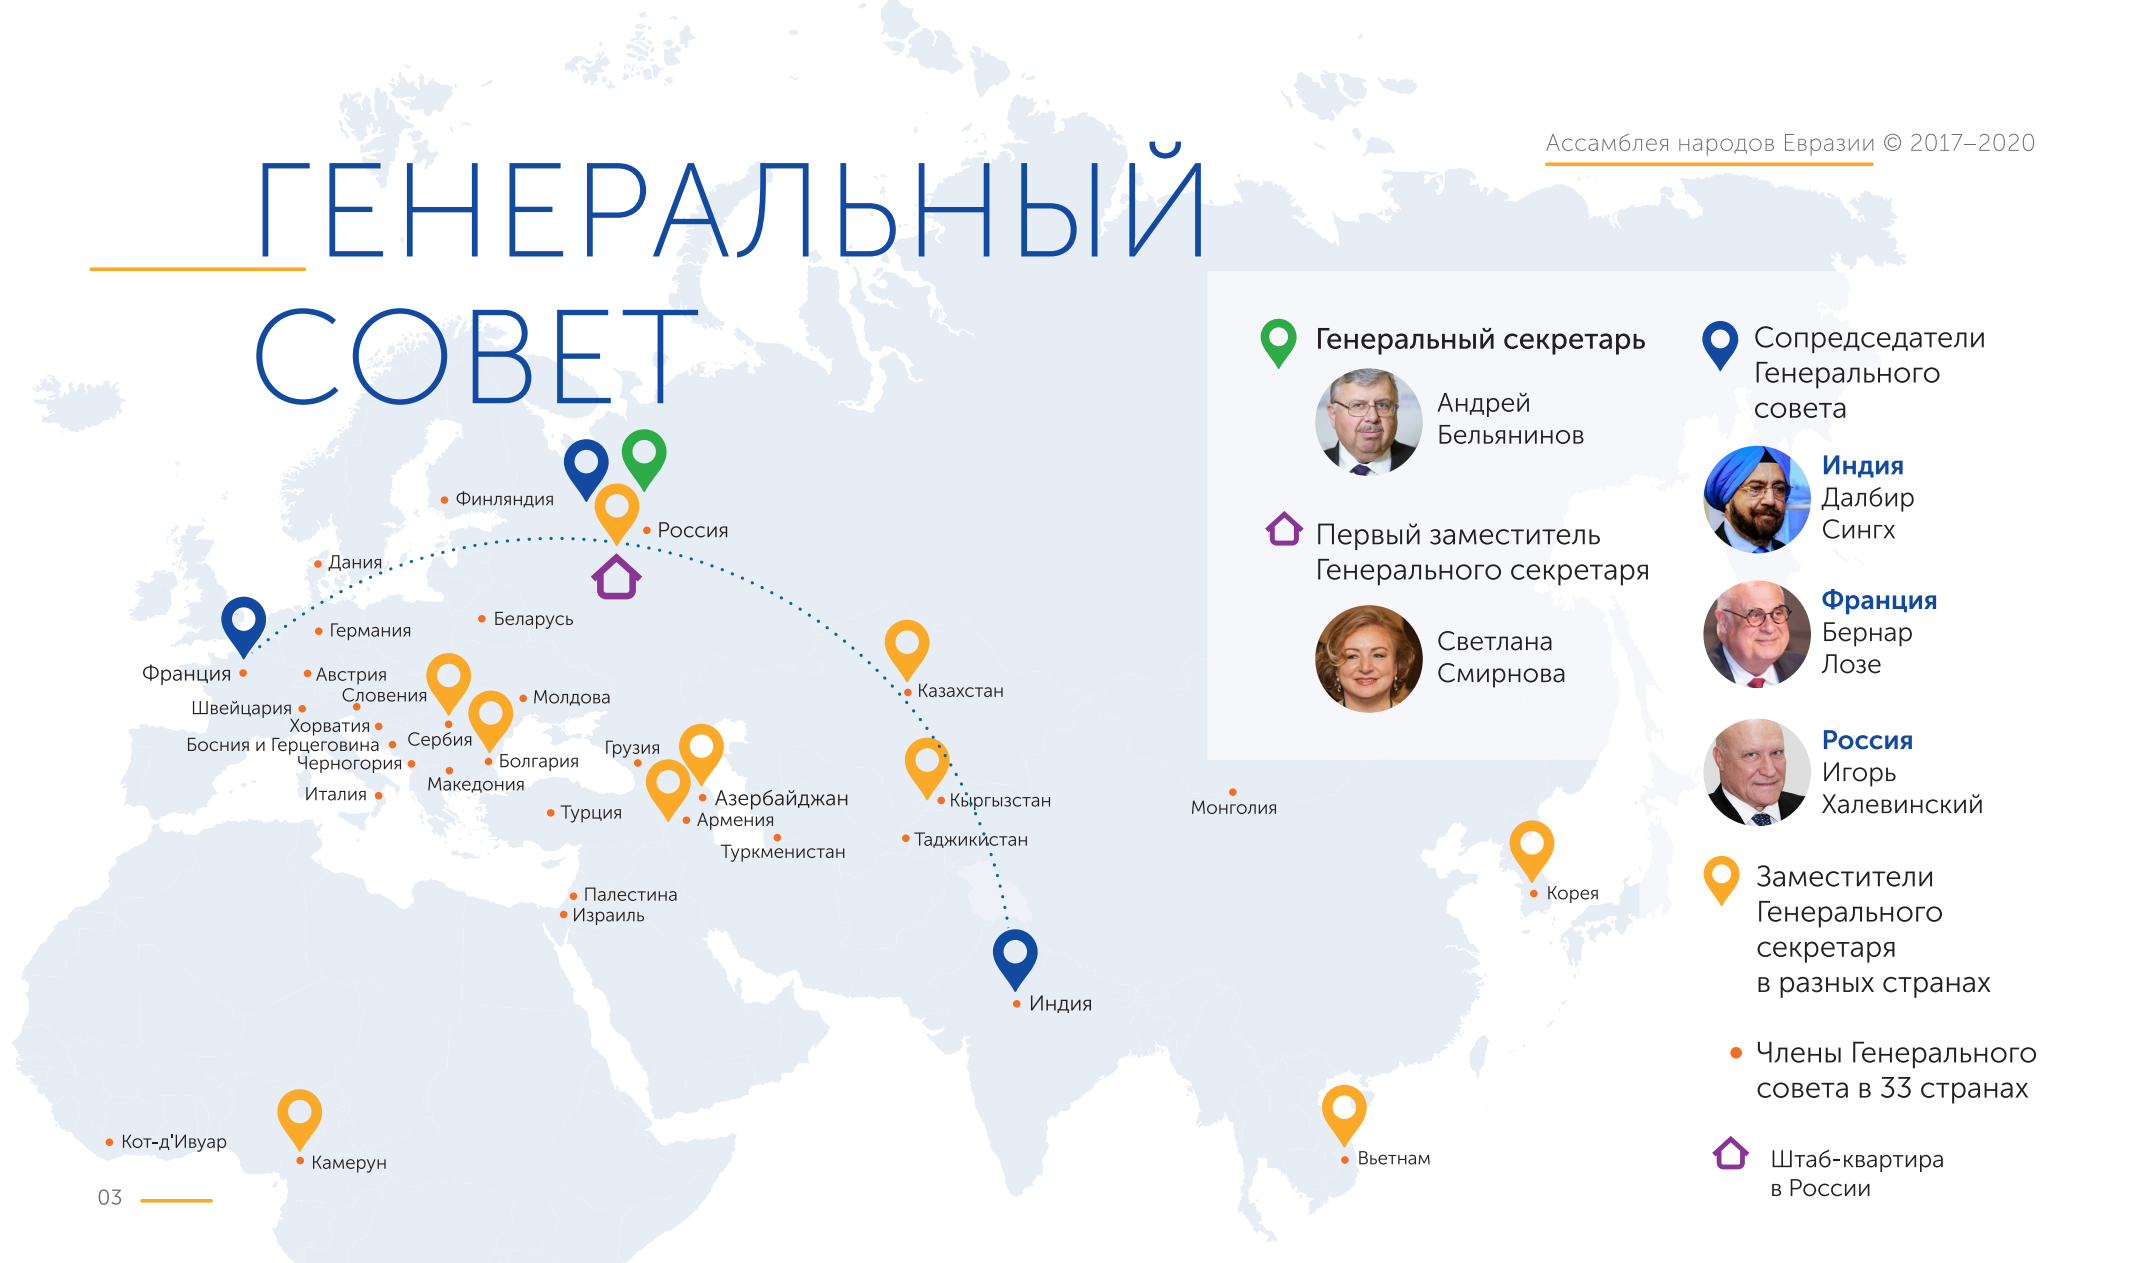 Ассамблея народов Евразии © 2017–2020
ГЕНЕРАЛЬНЫЙ
СОВЕТ
Генеральный секретарь
Андрей
Бельянинов
Первый заместитель
Генерального секретаря
Светлана
Смирнова
Сопредседатели
Генерального
совета
Индия
Далбир
Сингх
Франция
Бернар
Лозе
Россия
Игорь
Халевинский
Заместители
Генерального
секретаря
в разных странах
Члены Генерального
совета в 33 странах
Штаб-квартира
в России
Финляндия
Россия
Дания
Беларусь
Германия
Франция
Австрия
Словения
Швейцария
Хорватия
Босния и Герцеговина
Черногория
Италия
Сербия
Македония
Молдова
Болгария
Грузия
Турция
Азербайджан
Армения
Туркменистан
Казахстан
Кыргызстан
Таджикистан
Монголия
Корея
Палестина
Израиль
Индия
Вьетнам
Кот-д'Ивуар
Камерун
03